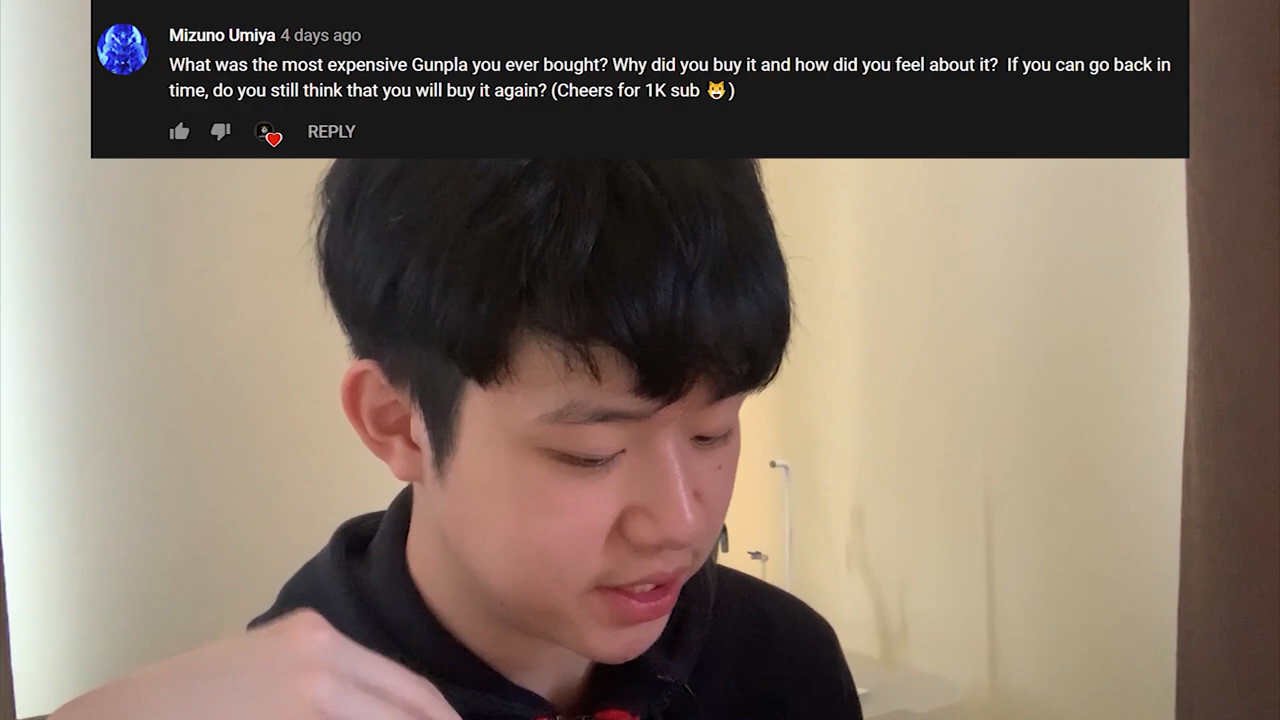 Mizuno Umiya 4 days ago
What was the most expensive Gunpla you ever bought? Why did you buy it and how did you feel about it? If you can go back in
time, do you still think that you will buy it again? (Cheers for 1K sub 😸)
REPLY